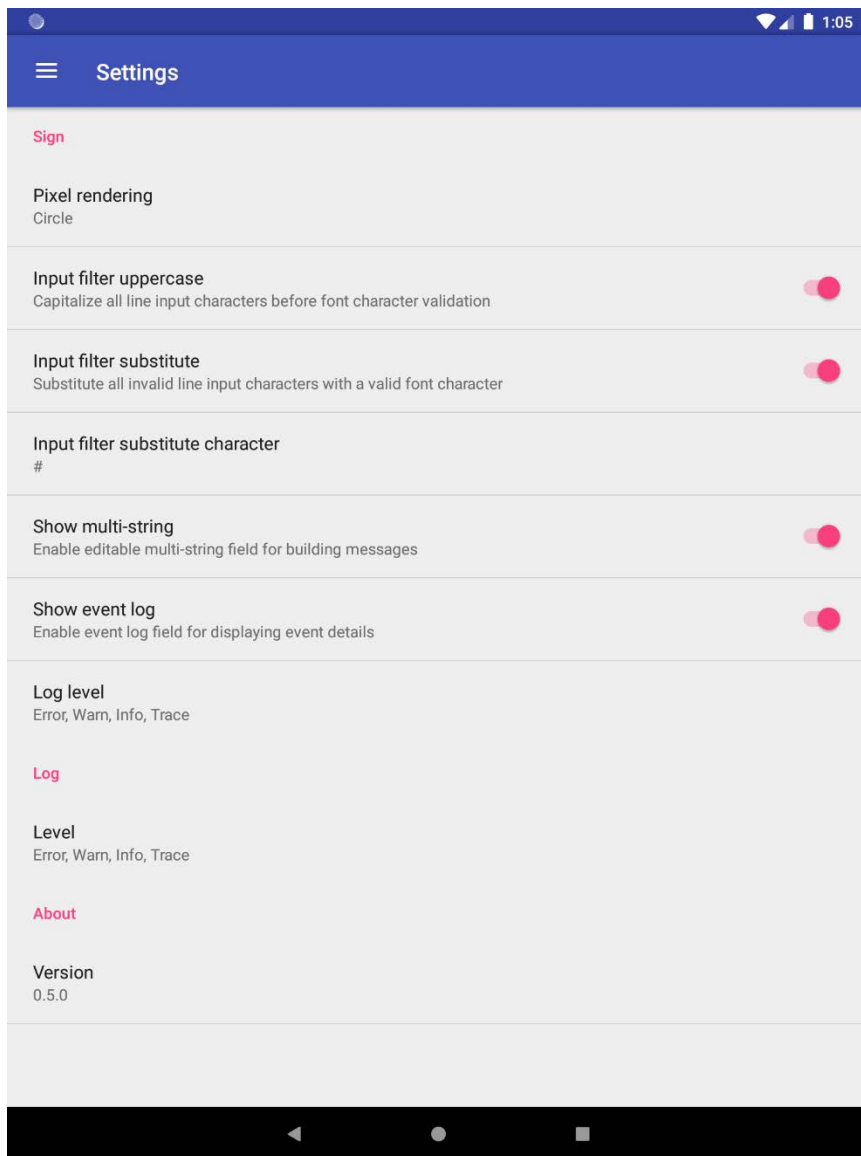 1:05
Settings
Sign
Pixel rendering
Circle
Input filter uppercase
Capitalize all line input characters before font character validation
Input filter substitute
Substitute all invalid line input characters with a valid font character
Input filter substitute character
#
Show multi-string
Enable editable multi-string field for building messages
Show event log
Enable event log field for displaying event details
Log level
Error, Warn, Info, Trace
Log
Level
Error, Warn, Info, Trace
About
Version
0.5.0